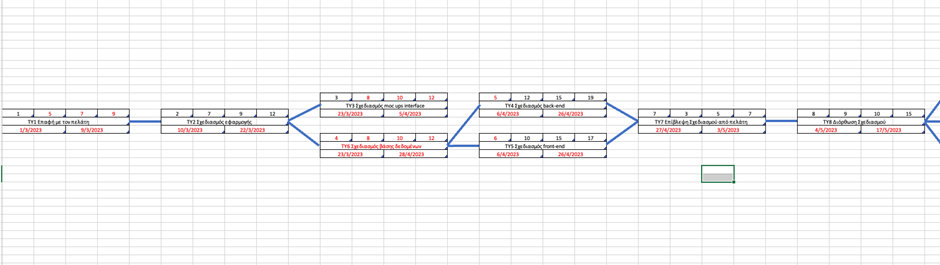 1 5 7 9
ΤΥ1 Επαφή με τον πελάτη
1/3/2023 9/3/2023
2 7 9 12
ΤΥ2 Σχεδιασμός εφαρμογής
10/3/2023 22/3/2023
3 8 10 12
ΤΥ3 Σχεδιασμός moc ups interface
23/3/2023 5/4/2023
4 8 10 12
ΤΥ6 Σχεδιασμός βάσης δεδομένων
23/3/2023 28/4/2023
5 12 15 19
ΤΥ4 Σχεδιασμός back-end
6/4/2023 26/4/2023
6 10 15 17
ΤΥ5 Σχεδιασμός front-end
6/4/2023 26/4/2023
7 3 5 7
ΤΥ7 Επίβλεψη Σχεδιασμού από πελάτη
27/4/2023 3/5/2023
8 9 10 15
ΤΥ8 Διόρθωση Σχεδιασμού
4/5/2023 17/5/2023